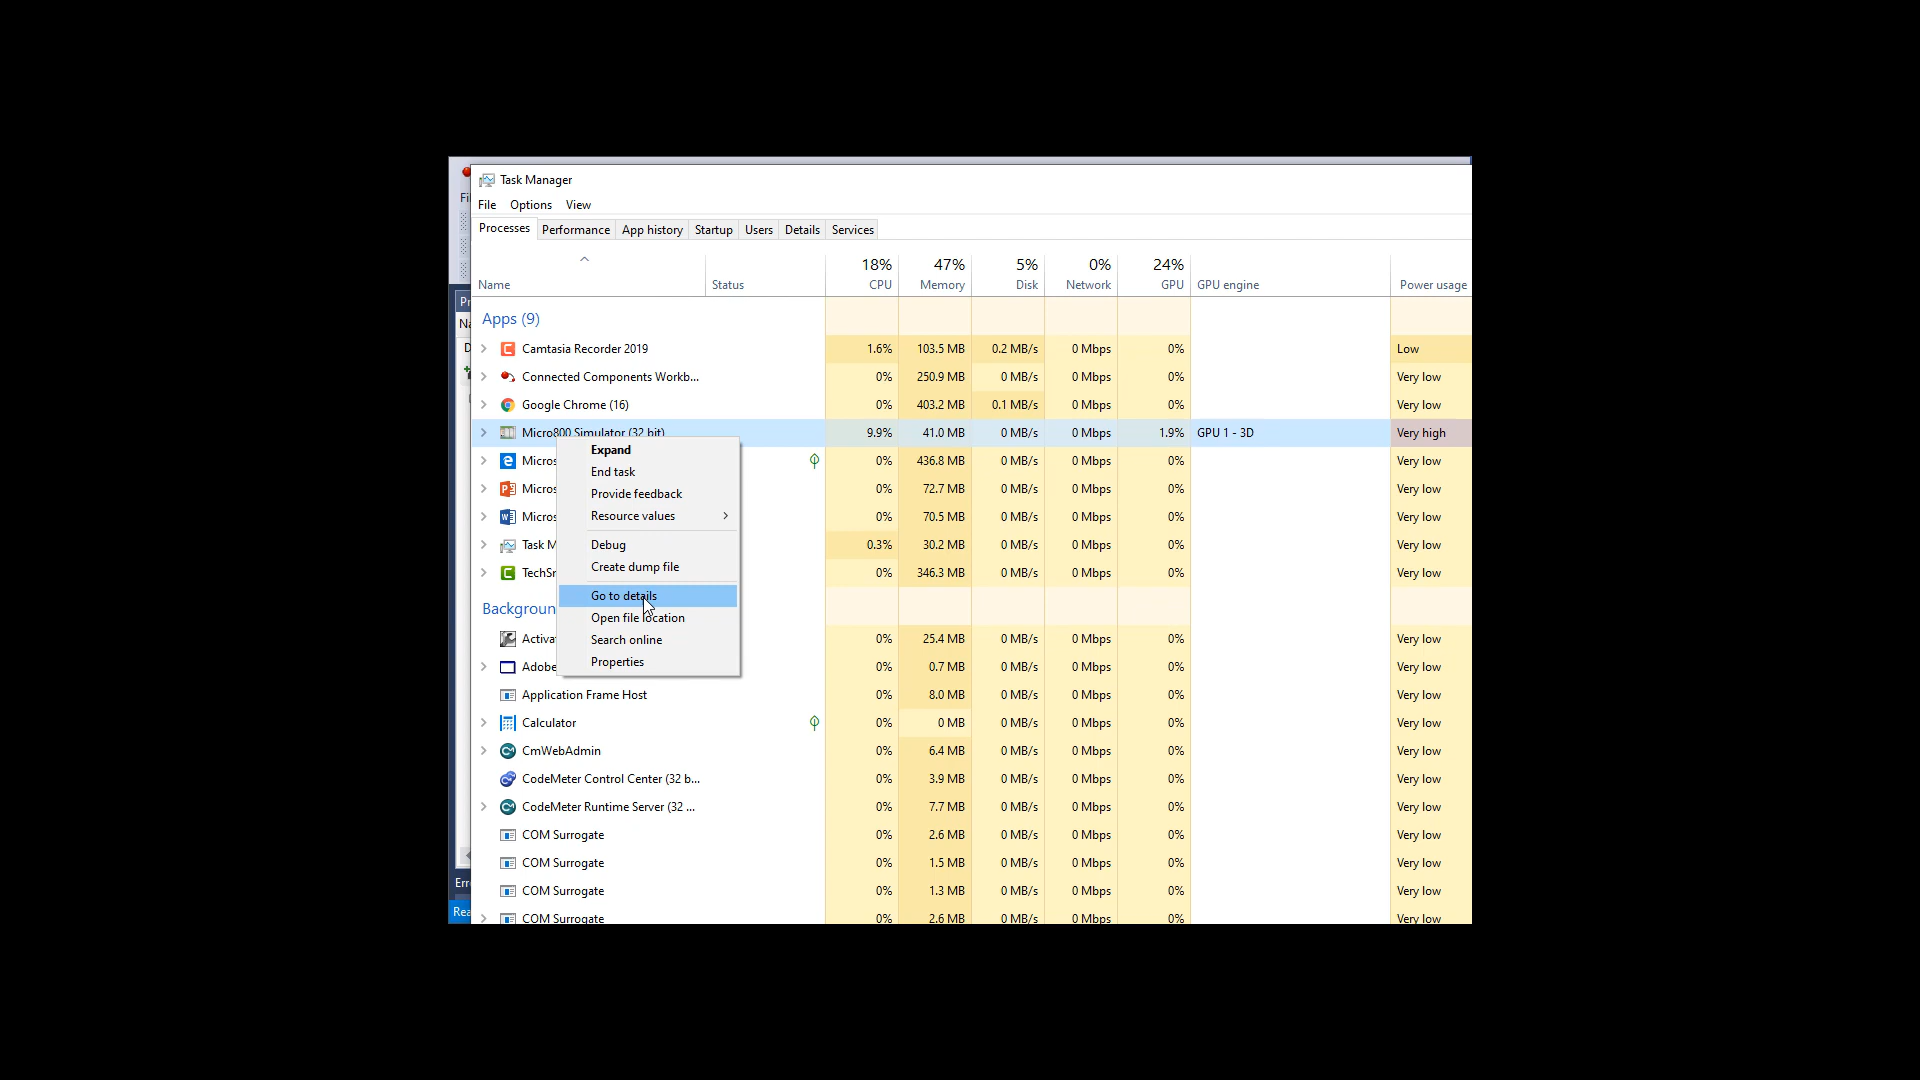 Task Manager
Fi
File Options View
Processes Performance App history Startup Users Details Services
18% 47% 5% 0% 24%
Name Status CPU Memory Disk Network GPU GPU engine Power usage
Pr
Na
Apps (9)
D
Camtasia Recorder 2019 1.6% 103.5 MB 0.2 MB/s 0 Mbps 0% Low
Connected Components Workb... 0% 250.9 MB 0 MB/s 0 Mbps 0% Very low
Google Chrome (16) 0% 403.2 MB 0.1 MB/s 0 Mbps 0% Very low
Micro800 Simulator (32 bit) 9.9% 41.0 MB 0 MB/s 0 Mbps 1.9% GPU 1 - 3D Very high
Micros 0% 436.8 MB 0 MB/s 0 Mbps 0% Very low
Micros 0% 72.7 MB 0 MB/s 0 Mbps 0% Very low
Micros 0% 70.5 MB 0 MB/s 0 Mbps 0% Very low
Task M 0.3% 30.2 MB 0 MB/s 0 Mbps 0% Very low
TechSr 0% 346.3 MB 0 MB/s 0 Mbps 0% Very low
Expand
End task
Provide feedback
Resource values
Debug
Create dump file
Go to details
Open file location
Search online
Properties
Backgroun
Activa 0% 25.4 MB 0 MB/s 0 Mbps 0% Very low
Adobe 0% 0.7 MB 0 MB/s 0 Mbps 0% Very low
Application Frame Host 0% 8.0 MB 0 MB/s 0 Mbps 0% Very low
Calculator 0% 0 MB 0 MB/s 0 Mbps 0% Very low
CmWebAdmin 0% 6.4 MB 0 MB/s 0 Mbps 0% Very low
CodeMeter Control Center (32 b... 0% 3.9 MB 0 MB/s 0 Mbps 0% Very low
CodeMeter Runtime Server (32 ... 0% 7.7 MB 0 MB/s 0 Mbps 0% Very low
COM Surrogate 0% 2.6 MB 0 MB/s 0 Mbps 0% Very low
COM Surrogate 0% 1.5 MB 0 MB/s 0 Mbps 0% Very low
Err
COM Surrogate 0% 1.3 MB 0 MB/s 0 Mbps 0% Very low
Rea
COM Surrogate 0% 2.6 MB 0 MB/s 0 Mbps 0% Very low